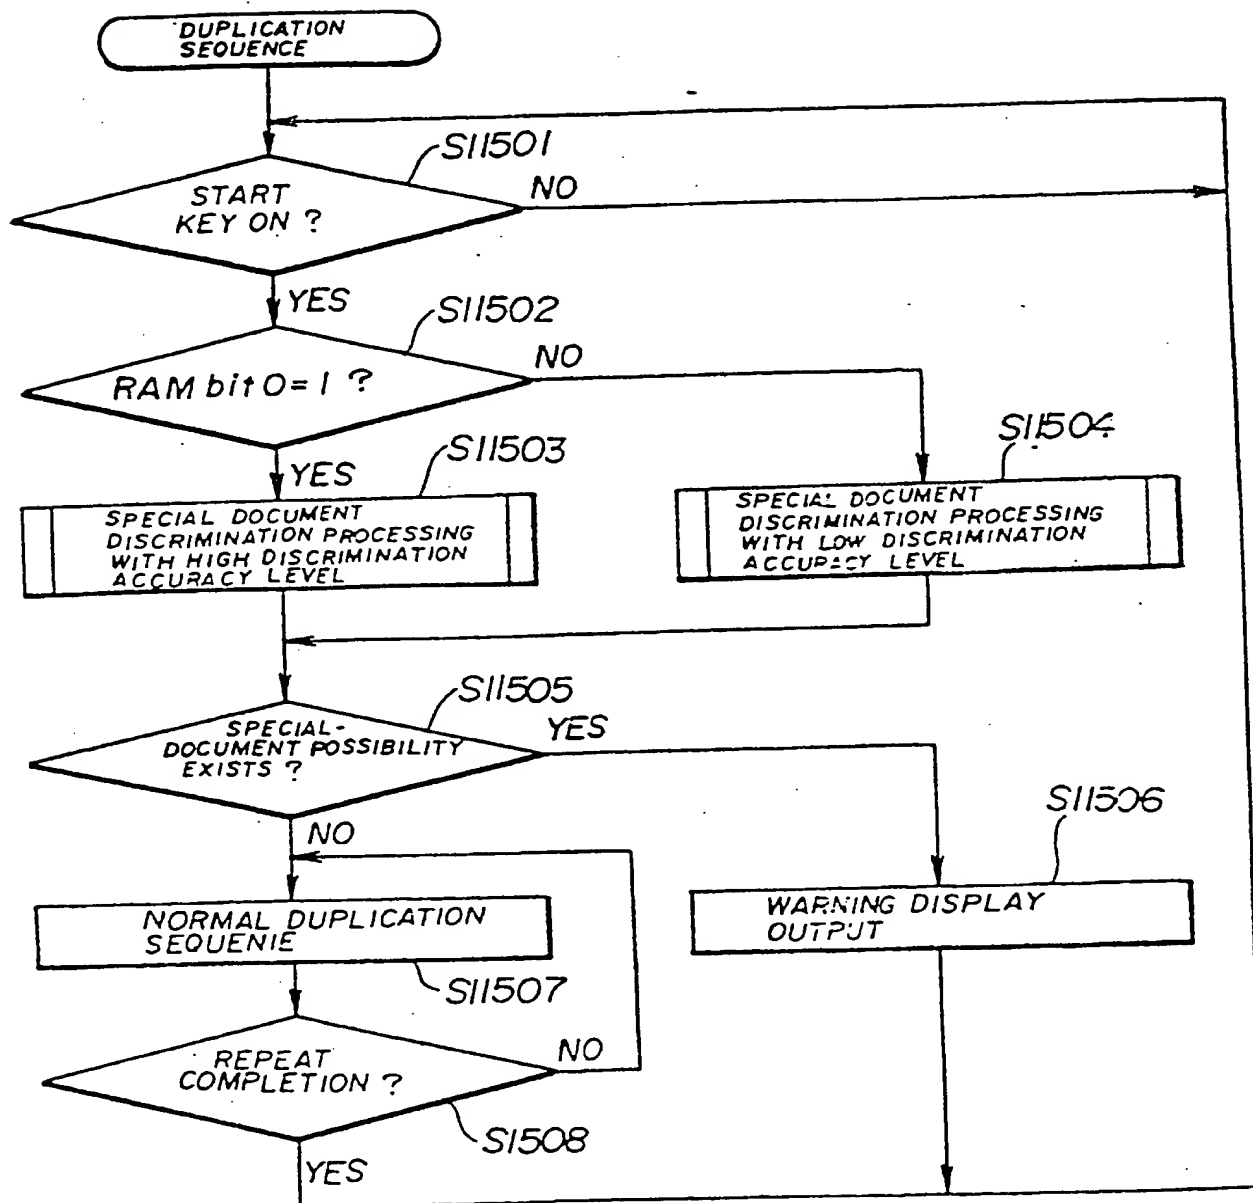 DUPLICATION
SEQUENCE
S11501
START
KEY ON ?
NO
YES
S11502
RAM bit 0=1 ?
NO
YES
S11503
SPECIAL DOCUMENT
DISCRIMINATION PROCESSING
WITH HIGH DISCRIMINATION
ACCURACY LEVEL
S11504
SPECIAL DOCUMENT
DISCRIMINATION PROCESSING
WITH LOW DISCRIMINATION
ACCURACY LEVEL
S11505
SPECIAL-
DOCUMENT POSSIBILITY
EXISTS ?
YES
NO
S11506
WARNING DISPLAY
OUTPUT
NORMAL DUPLICATION
SEQUENIE
S11507
REPEAT
COMPLETION ?
NO
S1508
YES